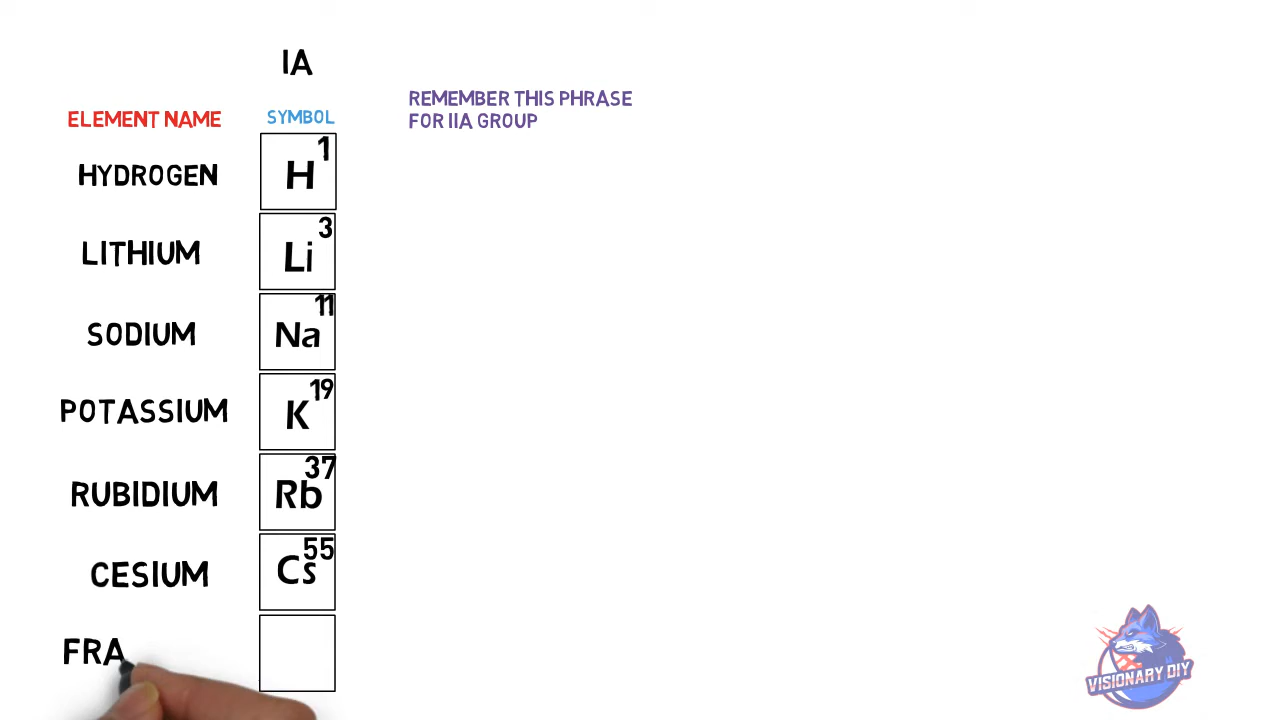 IA
ELEMENT NAME SYMBOL
REMEMBER THIS PHRASE
FOR IIA GROUP
HYDROGEN H 1
LITHIUM Li 3
SODIUM Na 11
POTASSIUM K 19
RUBIDIUM Rb 37
CESIUM Cs 55
FRA
VISIONARY DIY